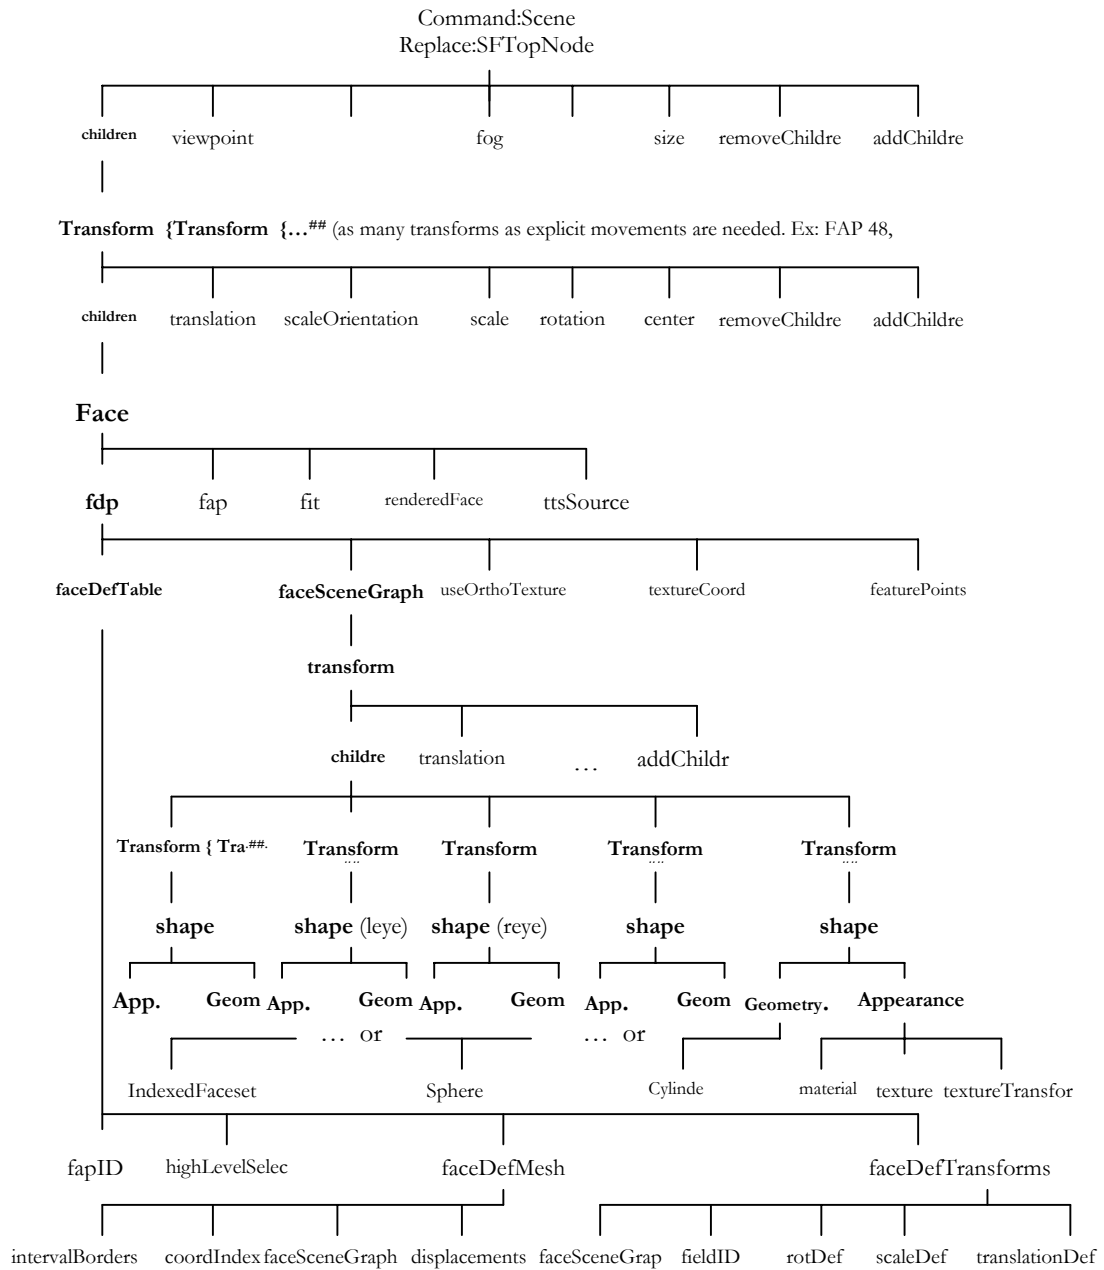 Command:Scene
Replace:SFTopNode
children viewpoint fog size removeChildre addChildre
Transform {Transform {…## (as many transforms as explicit movements are needed. Ex: FAP 48,
children translation scaleOrientation scale rotation center removeChildre addChildre
Face
fdp fap fit renderedFace ttsSource
faceDefTable faceSceneGraph useOrthoTexture textureCoord featurePoints
transform
childre translation … addChildr
Transform { Tra.##. Transform Transform Transform Transform
.... .... ....
shape shape (leye) shape (reye) shape shape
App. Geom App. Geom App. Geom App. Geom Geometry. Appearance
… or … or
IndexedFaceset Sphere Cylinde material texture textureTransfor
fapID highLevelSelec faceDefMesh faceDefTransforms
intervalBorders coordIndex faceSceneGraph displacements faceSceneGrap fieldID rotDef scaleDef translationDef